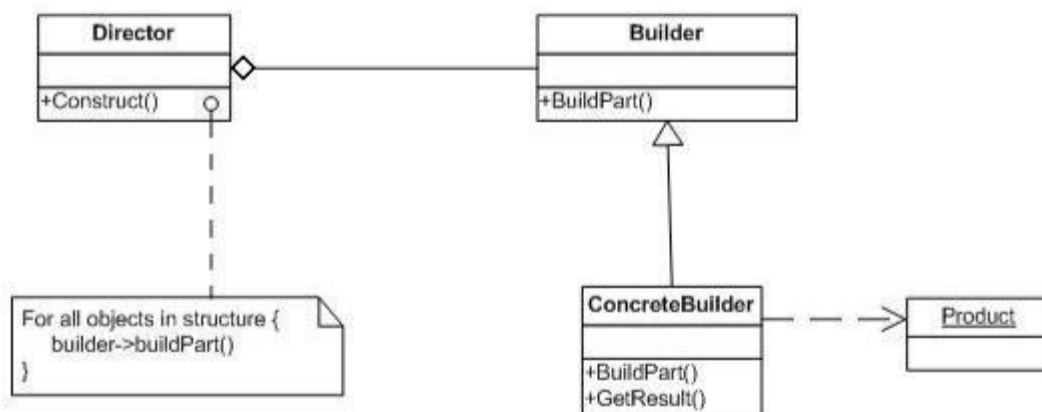 Director
+Construct()
Builder
+BuildPart()
For all objects in structure {
builder->buildPart()
}
ConcreteBuilder
+BuildPart()
+GetResult()
Product